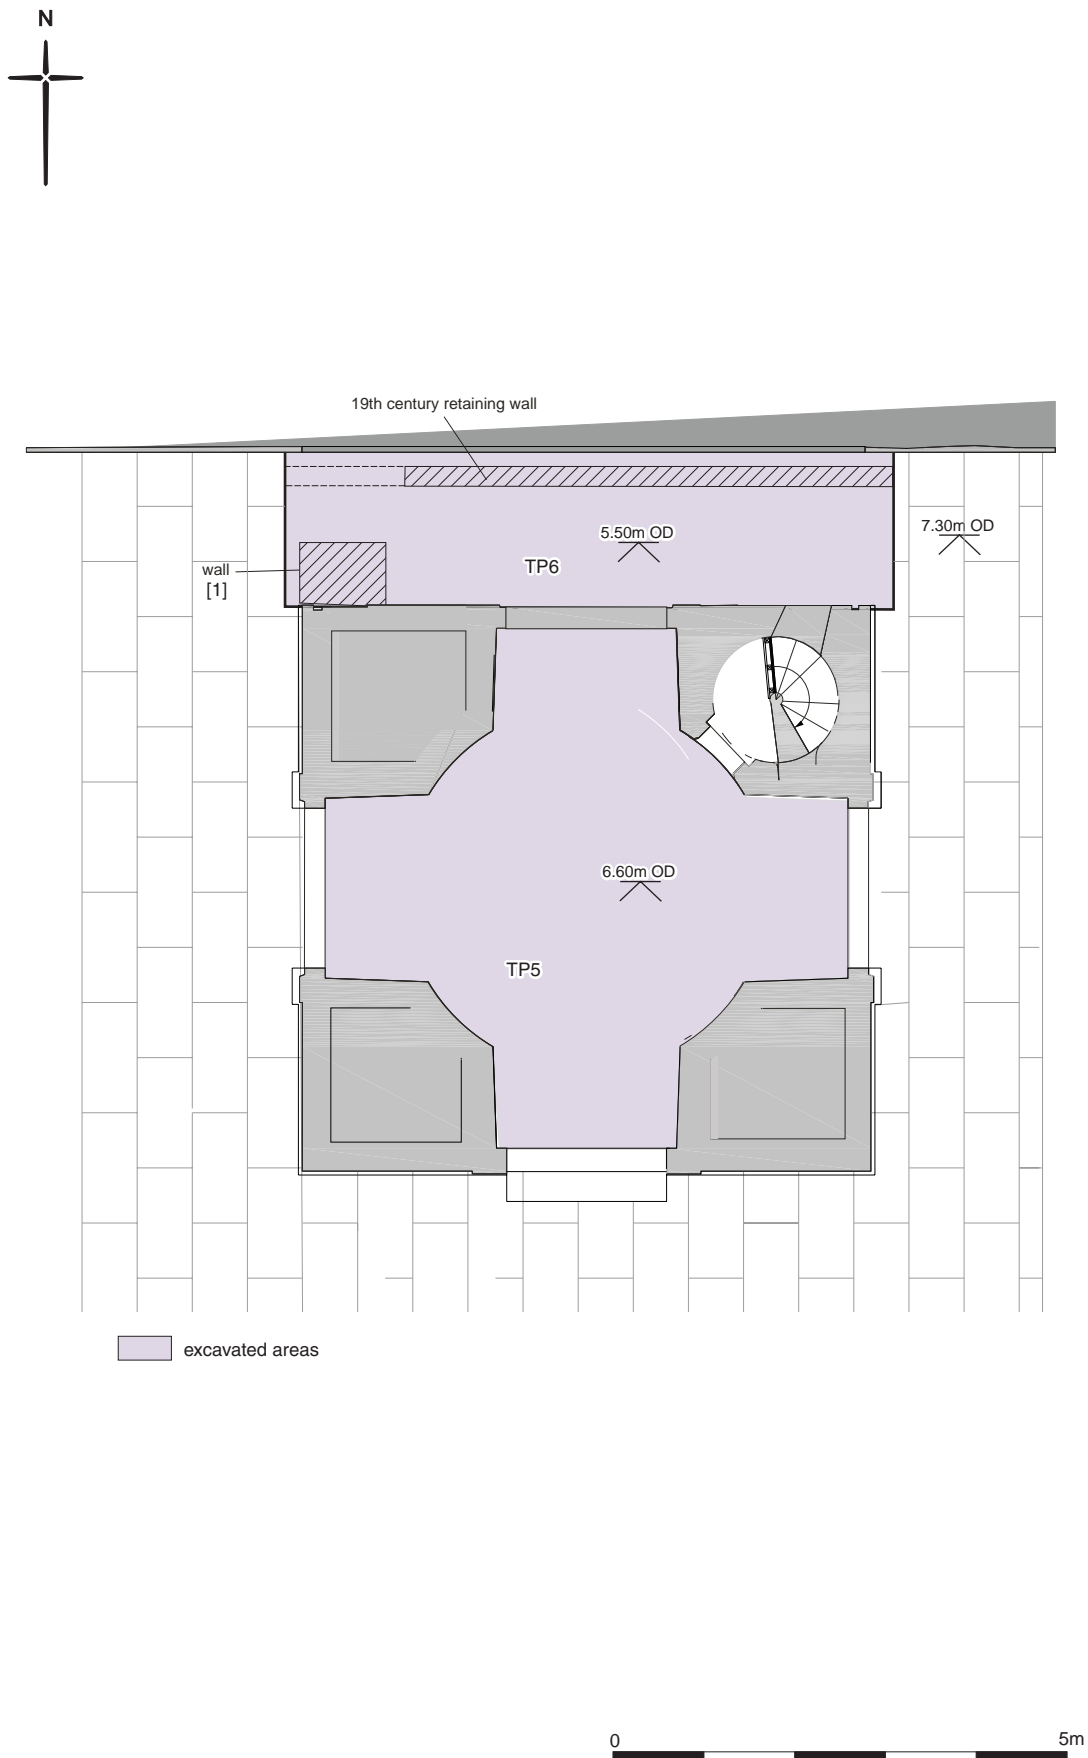 N
19th century retaining wall
5.50m OD
7.30m OD
TP6
wall
[1]
6.60m OD
TP5
excavated areas
0
5m